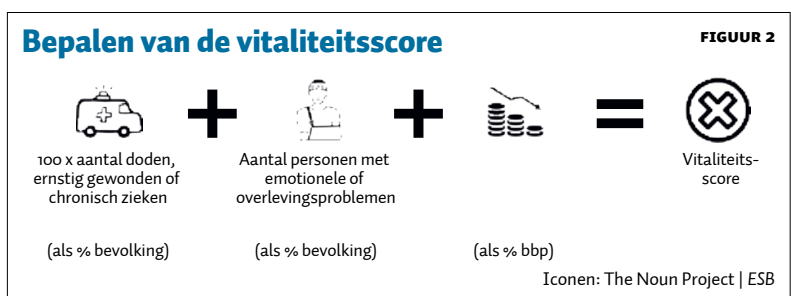 Bepalen van de vitaliteitsscore
FIGUUR 2
100 x aantal doden,
ernstig gewonden of
chronisch zieken
(als % bevolking)
Aantal personen met
emotionele of
overlevingsproblemen
(als % bevolking)
(als % bbp)
Vitaliteits-
score
Iconen: The Noun Project | ESB